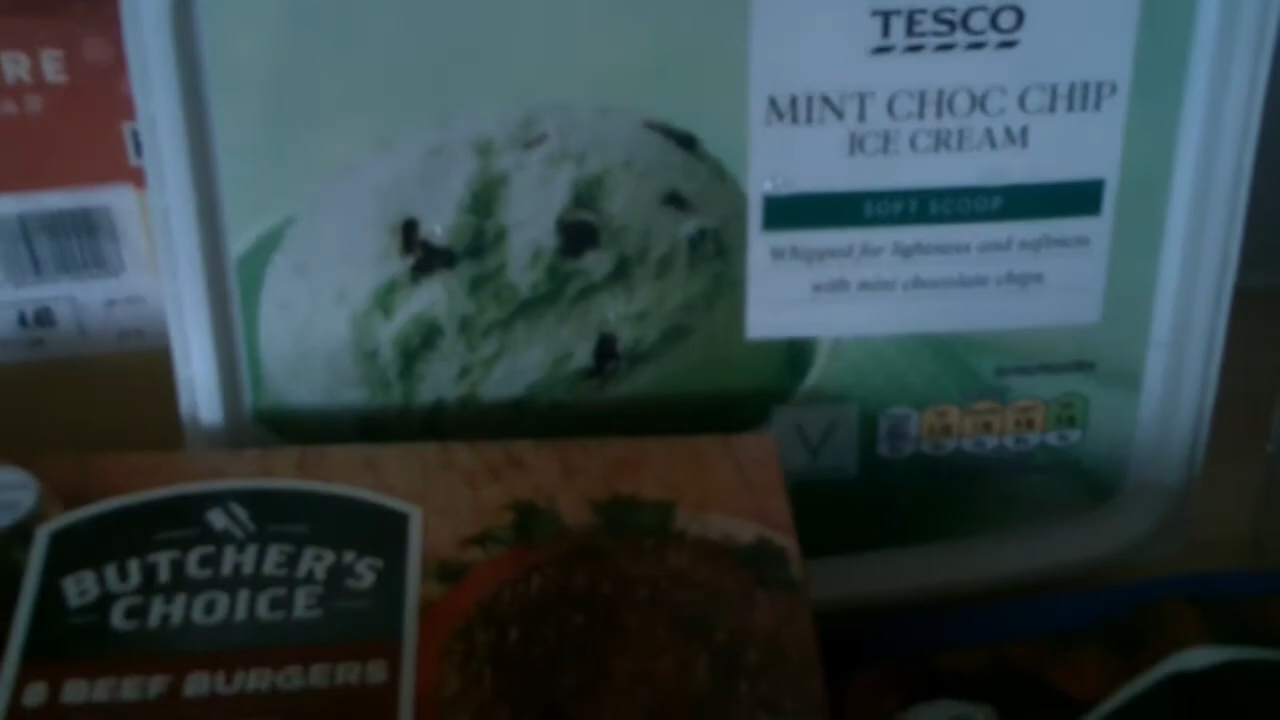 TESCO
MINT CHOC CHIP
ICE CREAM
SOFT SCOOP
Whipped for lightness and softness
with mint chocolate chips
V
RE
BUTCHER'S
CHOICE
8 BEEF BURGERS